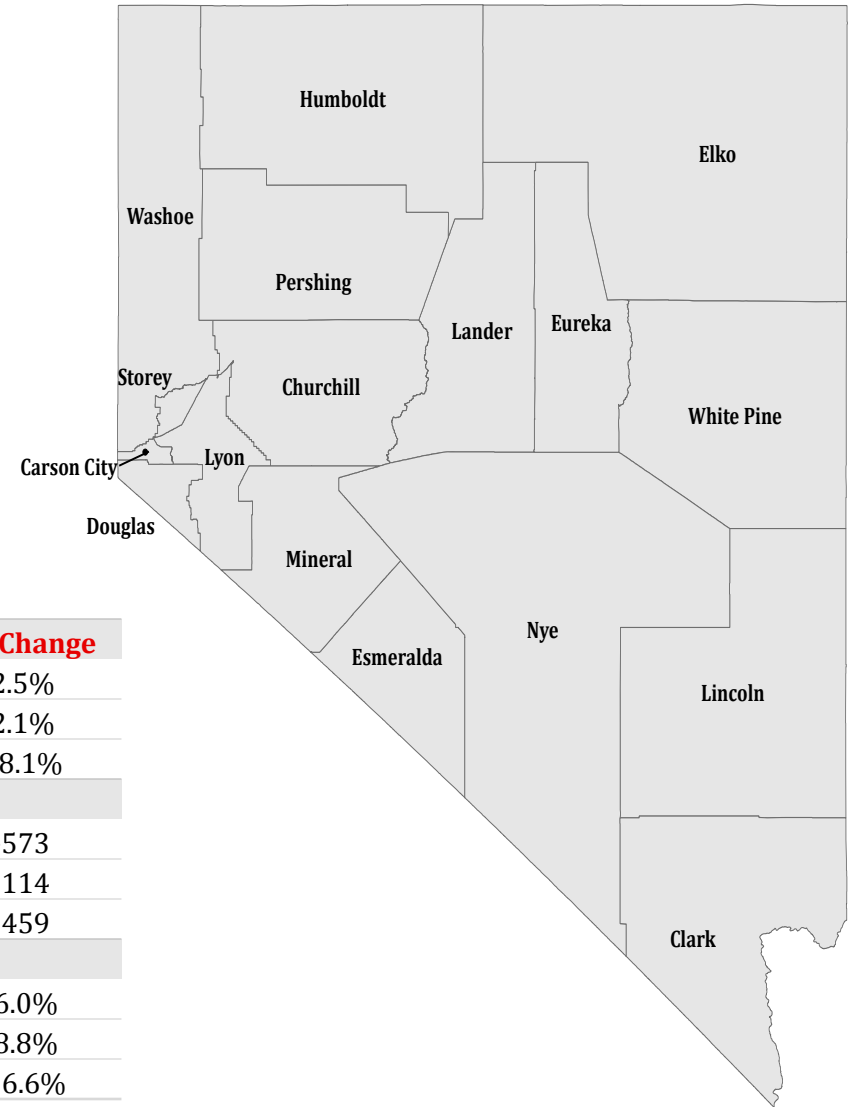 Humboldt
Elko
Washoe
Pershing
Lander
Eureka
Storey
Churchill
White Pine
Carson City
Lyon
Douglas
Mineral
Nye
Esmeralda
Lincoln
Clark
Change
2.5%
2.1%
8.1%
573
114
459
6.0%
3.8%
6.6%